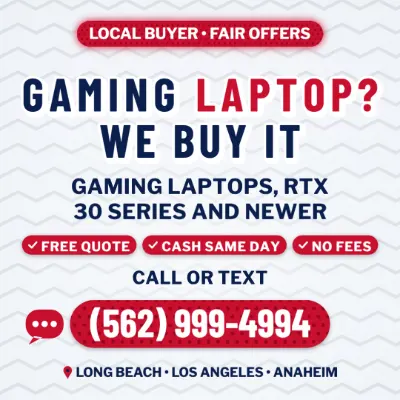 LOCAL BUYER • FAIR OFFERS
GAMING LAPTOP?
WE BUY IT
GAMING LAPTOPS, RTX
30 SERIES AND NEWER
✓ FREE QUOTE ✓ CASH SAME DAY ✓ NO FEES
CALL OR TEXT
(562) 999-4994
LONG BEACH • LOS ANGELES • ANAHEIM